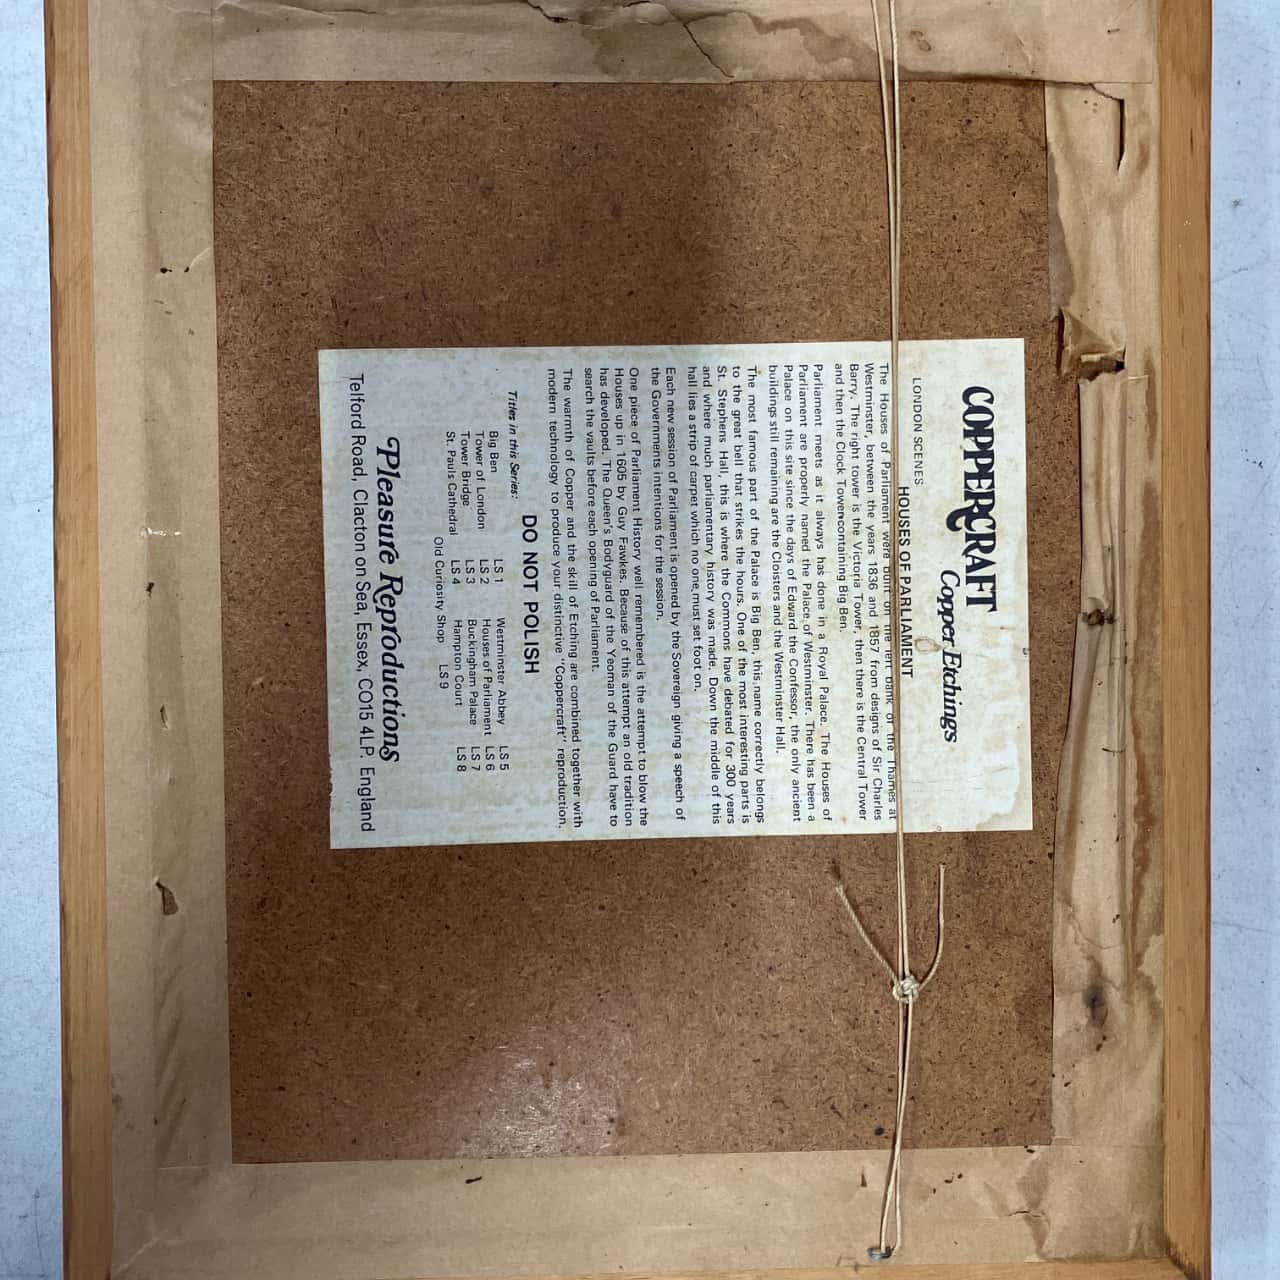 COPPERCRAFT
Copper Etchings
LONDON SCENES
HOUSES OF PARLIAMENT
The Houses of Parliament were built on the left bank of the Thames at
Westminster, between the years 1836 and 1857 from designs of Sir Charles
Barry. The right tower is the Victoria Tower, then there is the Central Tower
and then the Clock Tower containing Big Ben.
Parliament meets as it always has done in a Royal Palace. The Houses of
Parliament are properly named the Palace of Westminster. There has been a
Palace on this site since the days of Edward the Confessor, the only ancient
buildings still remaining are the Cloisters and the Westminster Hall.
The most famous part of the Palace is Big Ben, this name correctly belongs
to the great bell that strikes the hours. One of the most interesting parts is
St. Stephens Hall, this is where the Commons have debated for 300 years
and where much parliamentary history was made. Down the middle of this
hall lies a strip of carpet which no one must set foot on.
Each new session of Parliament is opened by the Sovereign giving a speech of
the Governments intentions for the session.
One piece of Parliament History well remembered is the attempt to blow the
Houses up in 1605 by Guy Fawkes. Because of this attempt an old tradition
has developed. The Queen's Bodyguard of the Yeoman of the Guard have to
search the vaults before each opening of Parliament.
The warmth of Copper and the skill of Etching are combined together with
modern technology to produce your distinctive "Coppercraft" reproduction.
DO NOT POLISH
Titles in this Series:
Big Ben LS 1 Westminster Abbey LS 5
Tower of London LS 2 Houses of Parliament LS 6
Tower Bridge LS 3 Buckingham Palace LS 7
St. Pauls Cathedral LS 4 Hampton Court LS 8
Old Curiosity Shop LS 9
Pleasure Reproductions
Telford Road, Clacton on Sea, Essex, CO15 4LP. England